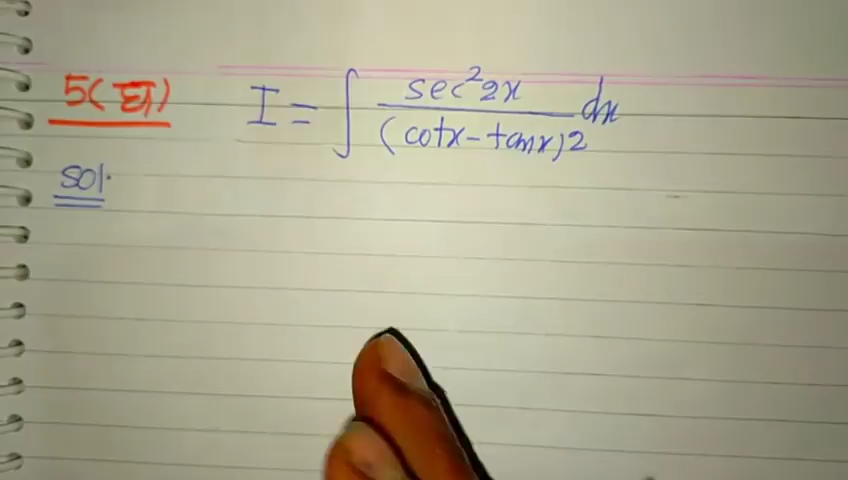 5(घ) I = ∫ sec²2x / (cotx - tanx)2 dx
Sol.